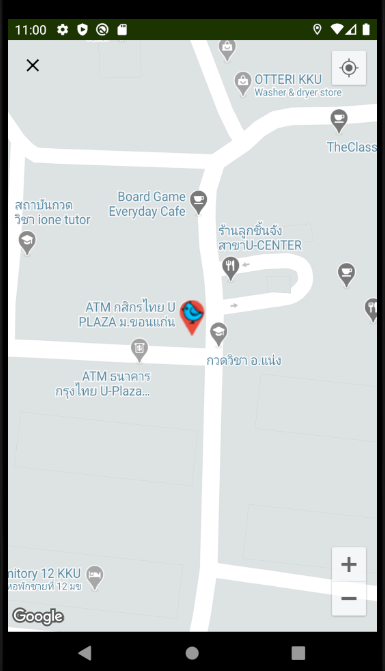 11:00
OTTERI KKU
Washer & dryer store
TheClass
Board Game
Everyday Cafe
สถาบันกวด
วิชา ione tutor
ร้านลูกชิ้นจัง
สาขาU-CENTER
ATM กสิกรไทย U
PLAZA ม.ขอนแก่น
กวดวิชา อ.แน่ง
ATM ธนาคาร
กรุงไทย U-Plaza...
mitory 12 KKU
หอพักชายที่ 12 มข
Google